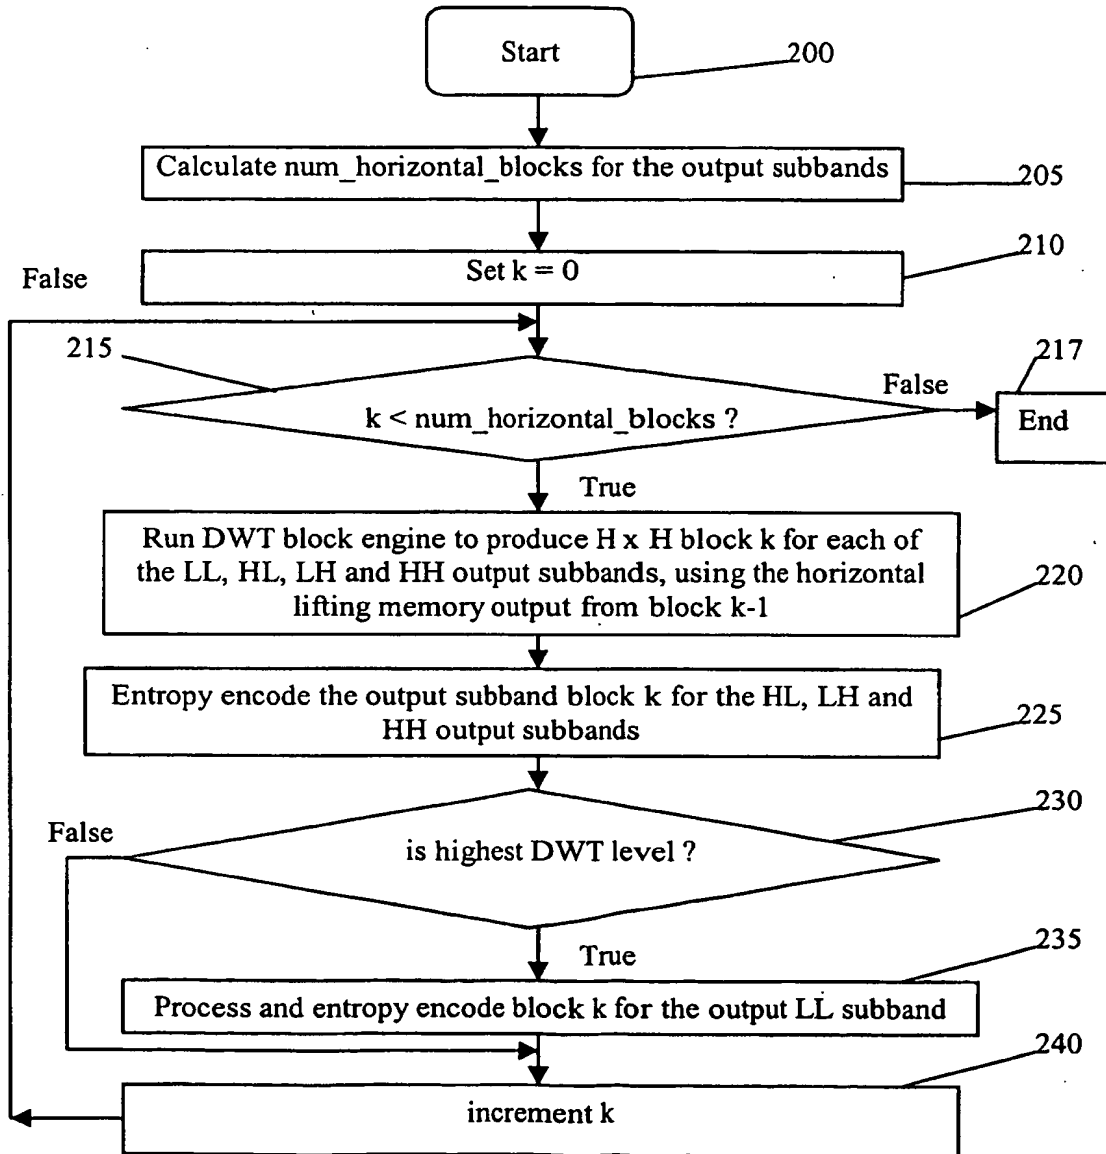 Start
200
Calculate num_horizontal_blocks for the output subbands
205
210
Set k = 0
False
215
217
False
k < num_horizontal_blocks ?
End
True
Run DWT block engine to produce H x H block k for each of
the LL, HL, LH and HH output subbands, using the horizontal
lifting memory output from block k-1
220
Entropy encode the output subband block k for the HL, LH and
HH output subbands
225
230
False
is highest DWT level ?
235
True
Process and entropy encode block k for the output LL subband
240
increment k